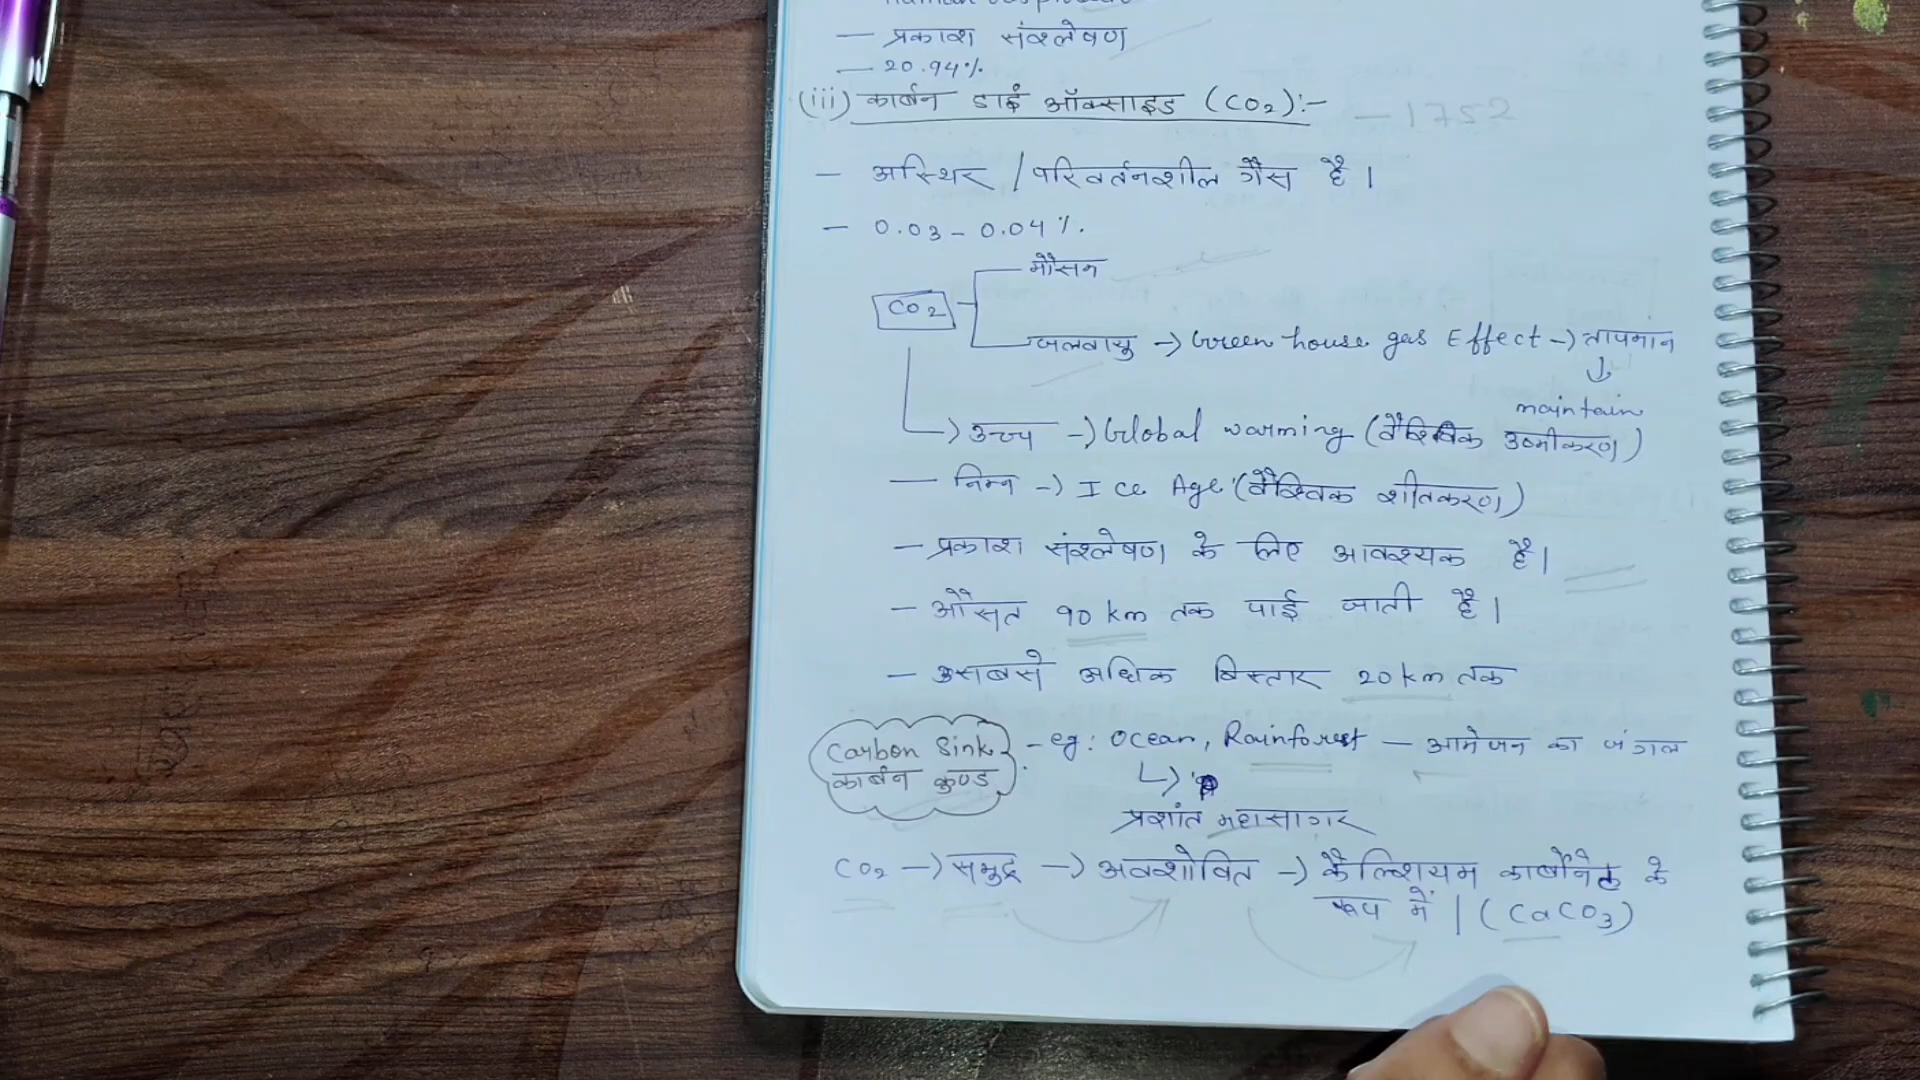 — प्रकाश संश्लेषण
— 20.94%
(iii) कार्बन डाई ऑक्साइड (CO2):- — 1752
— अस्थिर / परिवर्तनशील गैस है।
— 0.03 - 0.04%.
मौसम
CO2
जलवायु → Green house gas Effect → तापमान
↓
maintain
→ उच्च → Global warming (वैश्विक उष्मीकरण)
— निम्न → Ice Age (वैश्विक शीतकरण)
— प्रकाश संश्लेषण के लिए आवश्यक है।
— औसत 90 km तक पाई जाती है।
— सबसे अधिक विस्तार 20 km तक
Carbon Sink - eg: Ocean, Rainforest — आमेजन का जंगल
कार्बन कुण्ड :
↳
प्रशांत महासागर
CO2 → समुद्र → अवशोषित → कैल्शियम कार्बोनेट के
रूप में | (CaCO3)